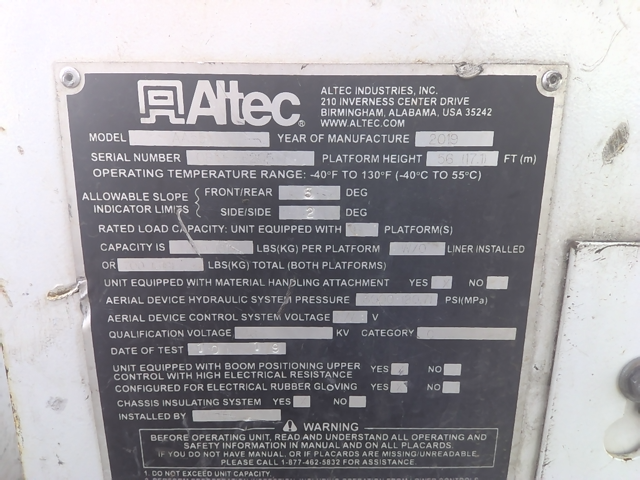 Altec
ALTEC INDUSTRIES, INC.
210 INVERNESS CENTER DRIVE
BIRMINGHAM, ALABAMA, USA 35242
WWW.ALTEC.COM
MODEL YEAR OF MANUFACTURE
SERIAL NUMBER PLATFORM HEIGHT FT (m)
OPERATING TEMPERATURE RANGE: -40°F TO 130°F (-40°C TO 55°C)
ALLOWABLE SLOPE INDICATOR LIMITS
FRONT/REAR 5 DEG
SIDE/SIDE 2 DEG
RATED LOAD CAPACITY: UNIT EQUIPPED WITH PLATFORM(S)
CAPACITY IS LBS(KG) PER PLATFORM LINER INSTALLED
OR LBS(KG) TOTAL (BOTH PLATFORMS)
UNIT EQUIPPED WITH MATERIAL HANDLING ATTACHMENT YES NO
AERIAL DEVICE HYDRAULIC SYSTEM PRESSURE PSI(MPa)
AERIAL DEVICE CONTROL SYSTEM VOLTAGE V
QUALIFICATION VOLTAGE KV CATEGORY
DATE OF TEST
UNIT EQUIPPED WITH BOOM POSITIONING UPPER
CONTROL WITH HIGH ELECTRICAL RESISTANCE YES NO
CONFIGURED FOR ELECTRICAL RUBBER GLOVING YES NO
CHASSIS INSULATING SYSTEM YES NO
INSTALLED BY
WARNING
BEFORE OPERATING UNIT, READ AND UNDERSTAND ALL OPERATING AND
SAFETY INFORMATION IN MANUAL AND ON ALL PLACARDS.
IF YOU DO NOT HAVE MANUAL, OR IF PLACARDS ARE MISSING/UNREADABLE,
PLEASE CALL 1-877-462-5832 FOR ASSISTANCE.
1. DO NOT EXCEED UNIT CAPACITY.